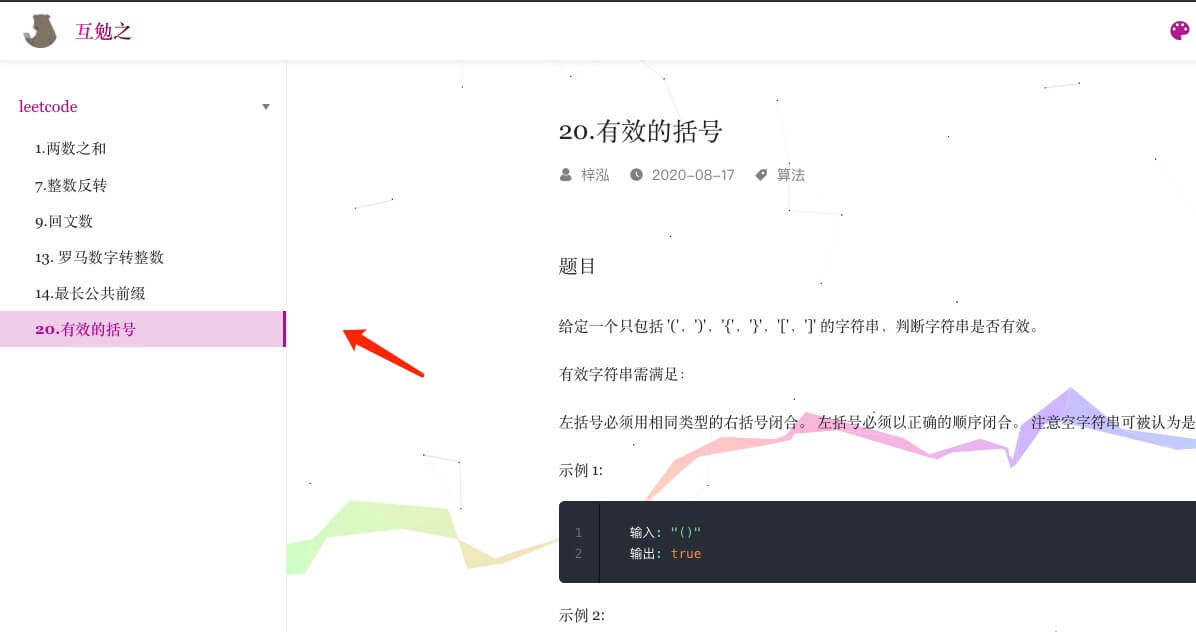 互勉之
leetcode
1.两数之和
7.整数反转
9.回文数
13. 罗马数字转整数
14.最长公共前缀
20.有效的括号
20.有效的括号
梓泓 2020-08-17 算法
题目
给定一个只包括 '(', ')', '{', '}', '[', ']' 的字符串，判断字符串是否有效。
有效字符串需满足：
左括号必须用相同类型的右括号闭合。 左括号必须以正确的顺序闭合。 注意空字符串可被认为是
示例 1:
1 输入: "()"
2 输出: true
示例 2: